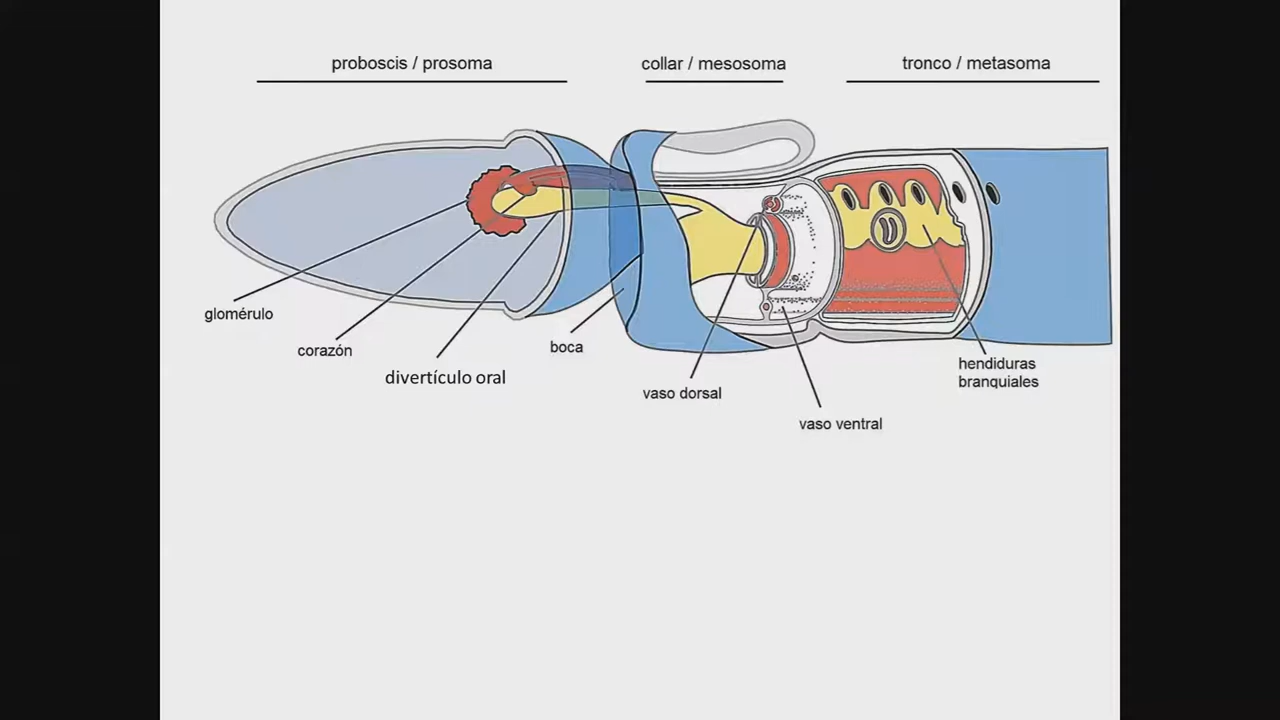 proboscis / prosoma
collar / mesosoma
tronco / metasoma
glomérulo
corazón
divertículo oral
boca
vaso dorsal
vaso ventral
hendiduras
branquiales